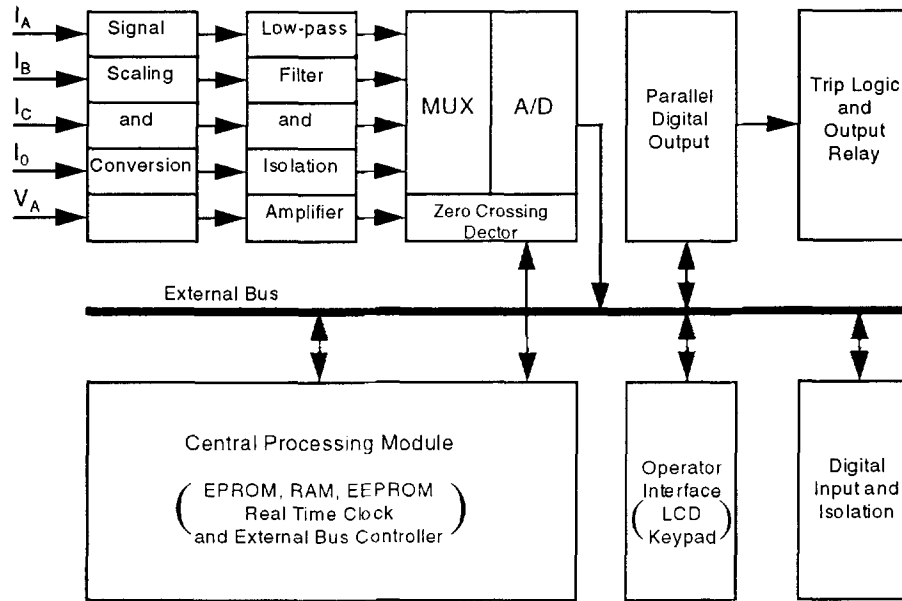 I_A
I_B
I_C
I_0
V_A
Signal
Scaling
and
Conversion
Low-pass
Filter
and
Isolation
Amplifier
MUX
A/D
Zero Crossing
Dector
Parallel
Digital
Output
Trip Logic
and
Output
Relay
External Bus
Central Processing Module
(EPROM, RAM, EEPROM
Real Time Clock
and External Bus Controller)
Operator
Interface
(LCD
Keypad)
Digital
Input and
Isolation